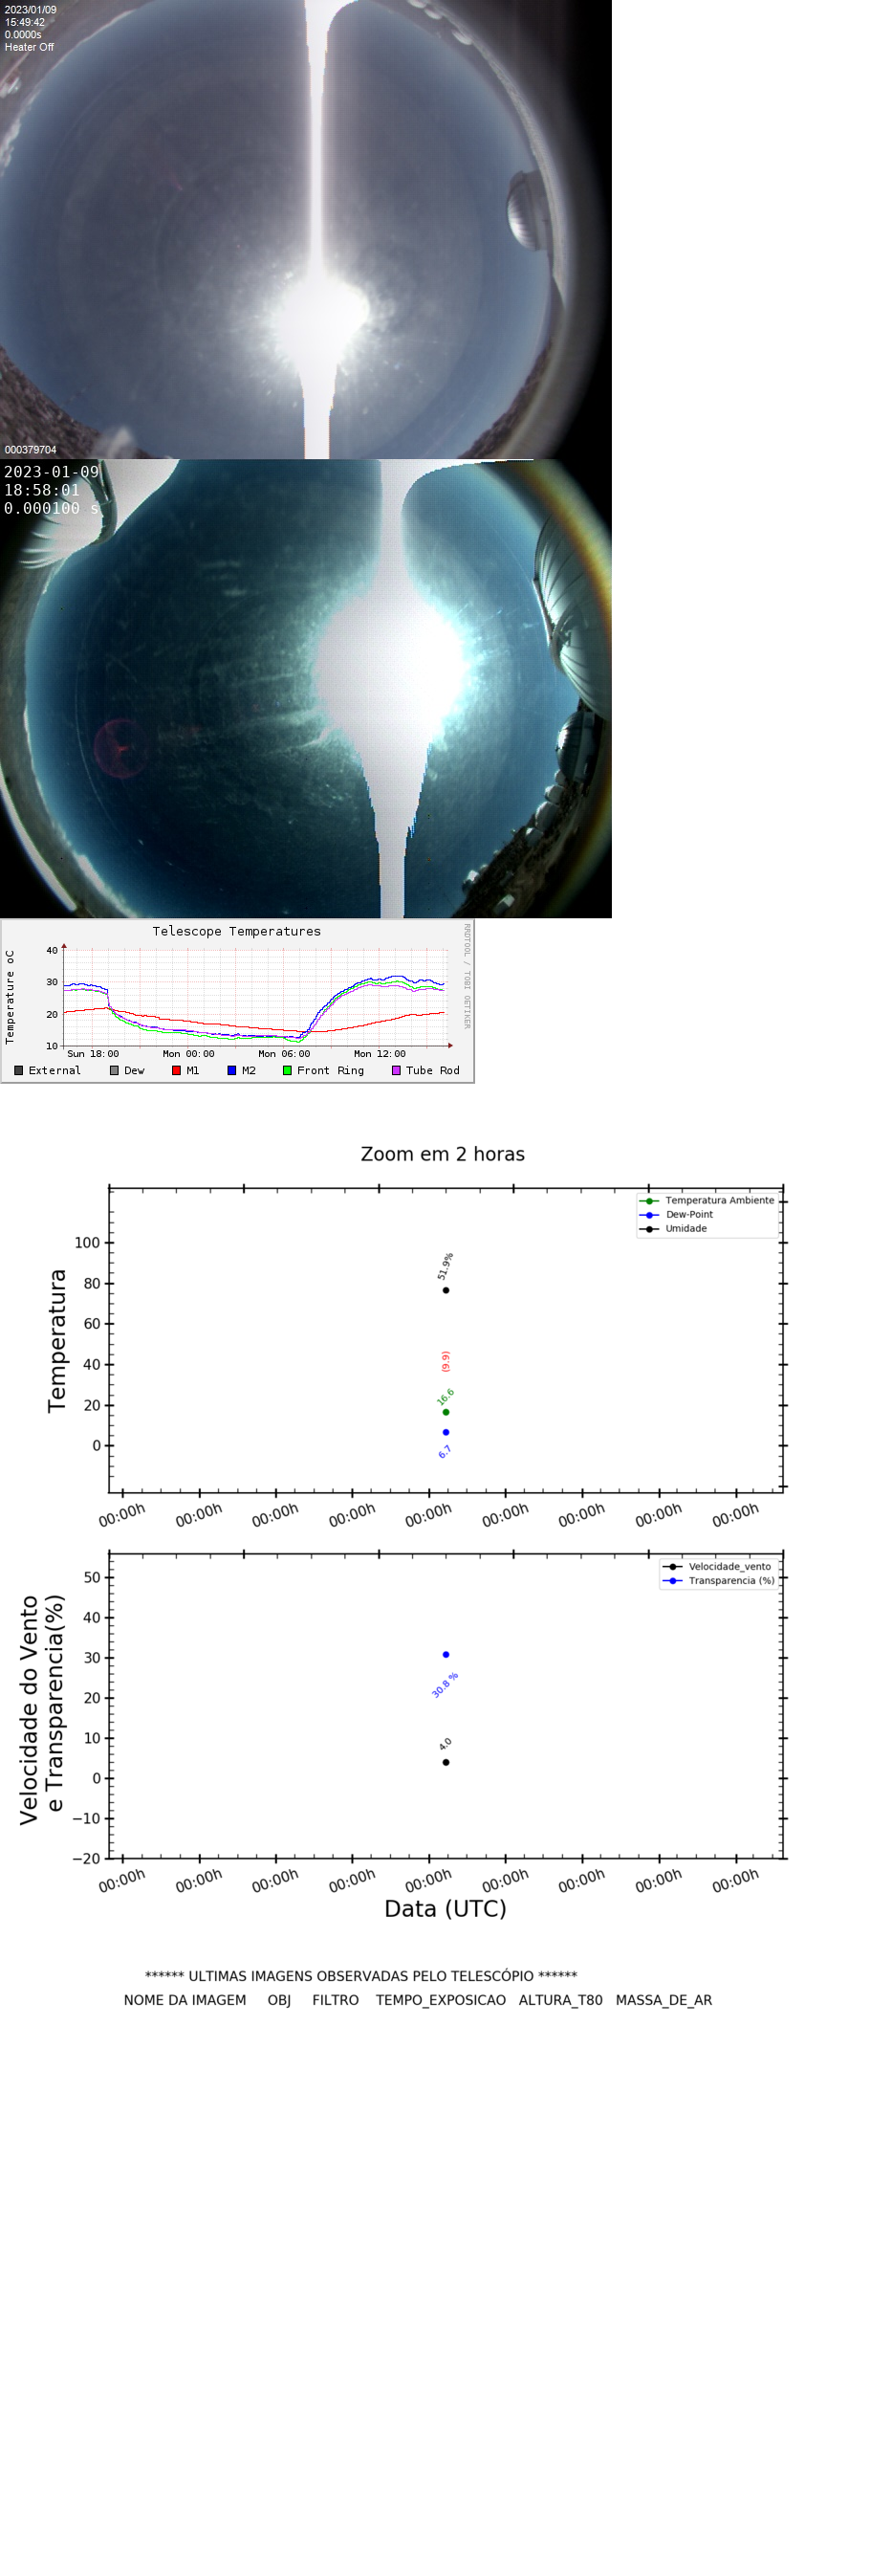 2023/01/09
15:49:42
0.0000s
Heater Off
000379704
2023-01-09
18:58:01
0.000100 s
Telescope Temperatures
RRDTOOL / TOBI OETIKER
Temperature oC
40
30
20
10
Sun 18:00 Mon 00:00 Mon 06:00 Mon 12:00
External Dew M1 M2 Front Ring Tube Rod
Zoom em 2 horas
Temperatura
100
80
60
40
20
0
Temperatura Ambiente
Dew-Point
Umidade
51.9%
(9.9)
16.6
6.7
00:00h 00:00h 00:00h 00:00h 00:00h 00:00h 00:00h 00:00h 00:00h
Velocidade do Vento
e Transparencia(%)
50
40
30
20
10
0
−10
−20
Velocidade_vento
Transparencia (%)
30.8 %
4.0
00:00h 00:00h 00:00h 00:00h 00:00h 00:00h 00:00h 00:00h 00:00h
Data (UTC)
****** ULTIMAS IMAGENS OBSERVADAS PELO TELESCÓPIO ******
NOME DA IMAGEM OBJ FILTRO TEMPO_EXPOSICAO ALTURA_T80 MASSA_DE_AR